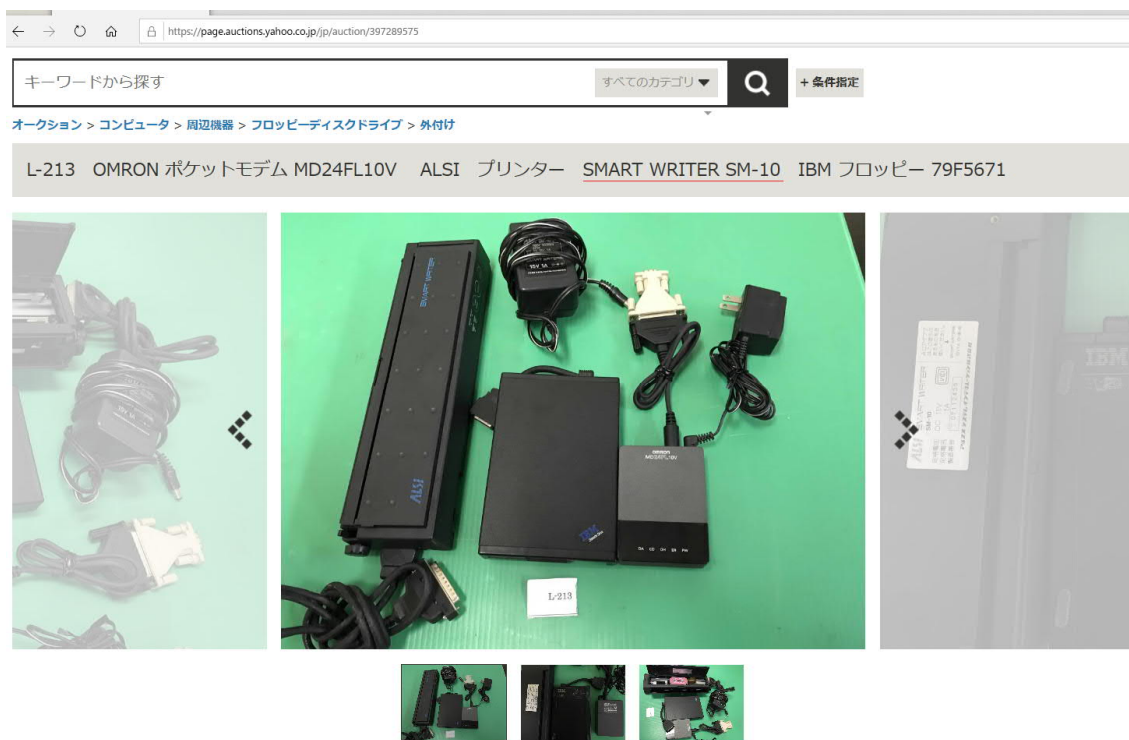 https://page.auctions.yahoo.co.jp/jp/auction/397289575
キーワードから探す
すべてのカテゴリ
+ 条件指定
オークション > コンピュータ > 周辺機器 > フロッピーディスクドライブ > 外付け
L-213 OMRON ポケットモデム MD24FL10V ALSI プリンター SMART WRITER SM-10 IBM フロッピー 79F5671
SMART WRITER
ALSI
IBM
OMRON
MD24FL10V
L-213
IBM
ALSI SMART WRITER
SM-10